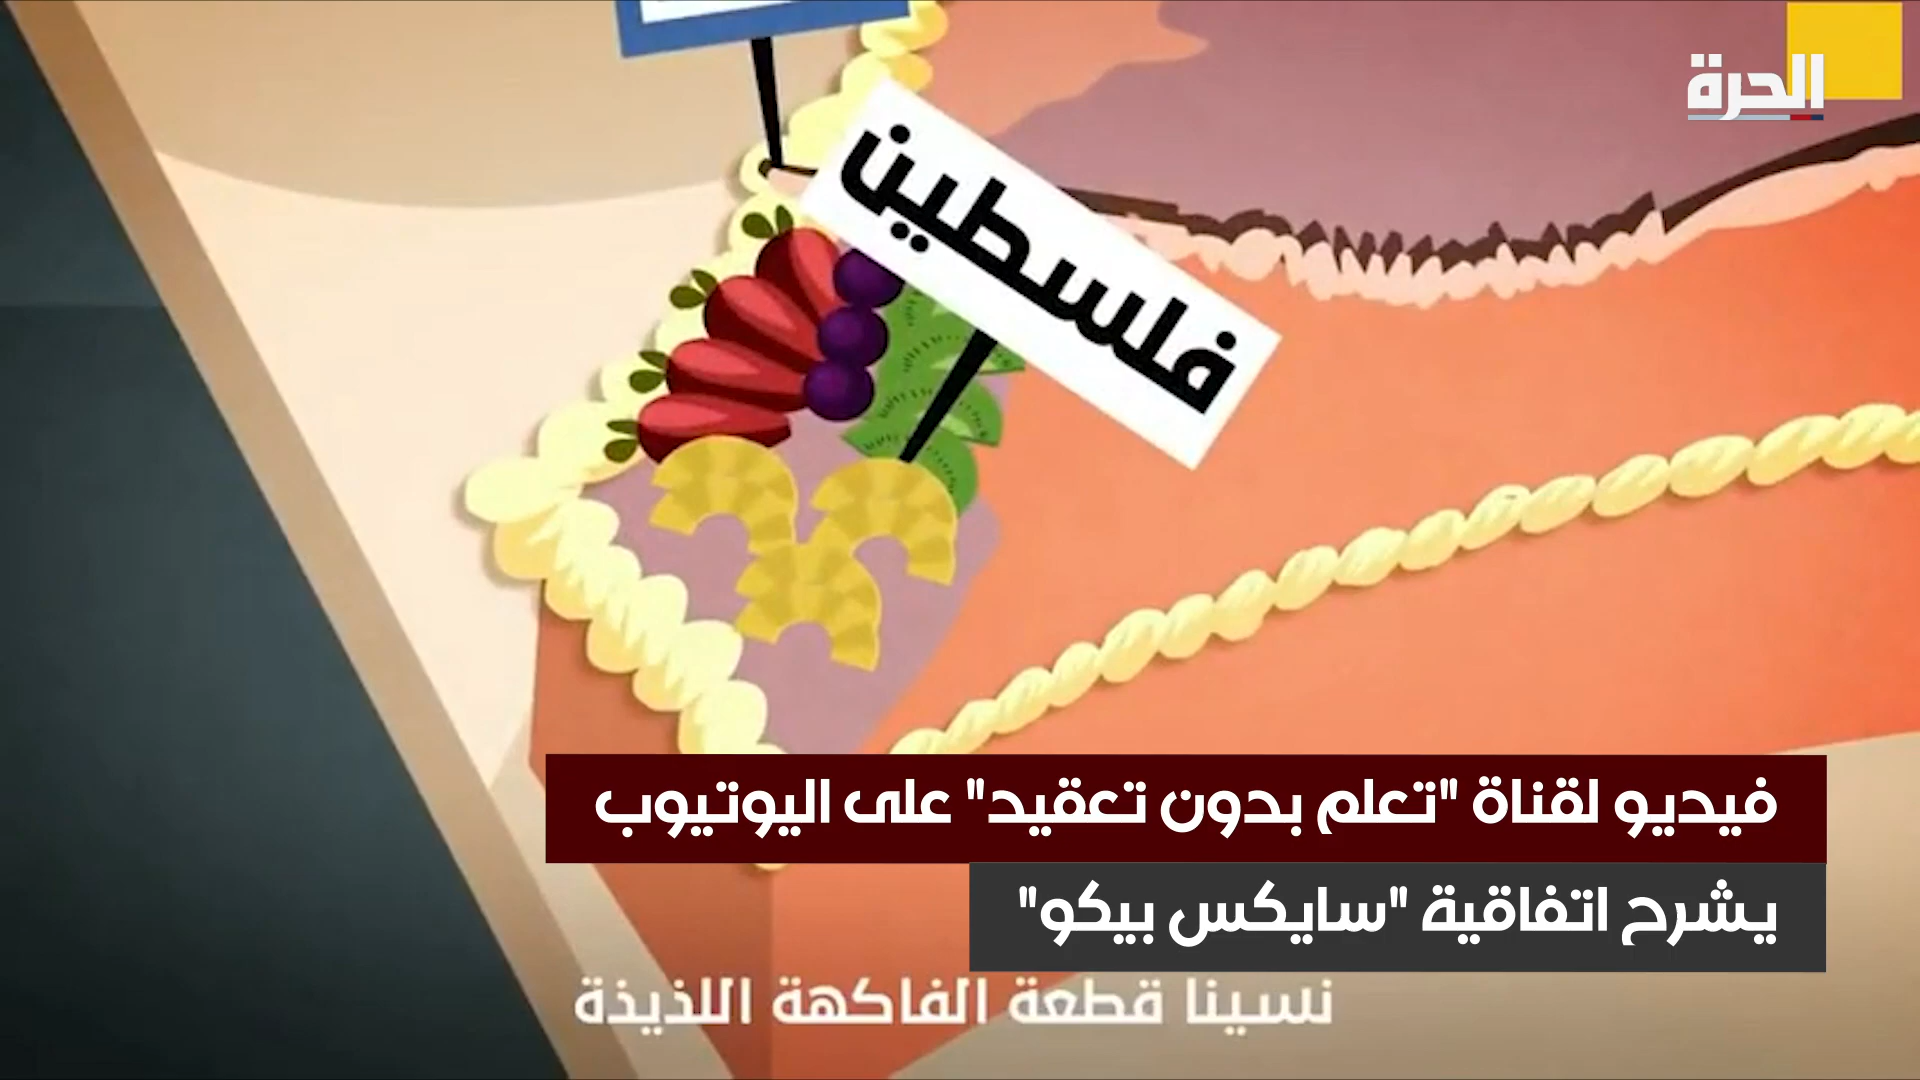 الحرة
فلسطين
فيديو لقناة "تعلم بدون تعقيد" على اليوتيوب
يشرح اتفاقية "سايكس بيكو"
نسينا قطعة الفاكهة اللذيذة